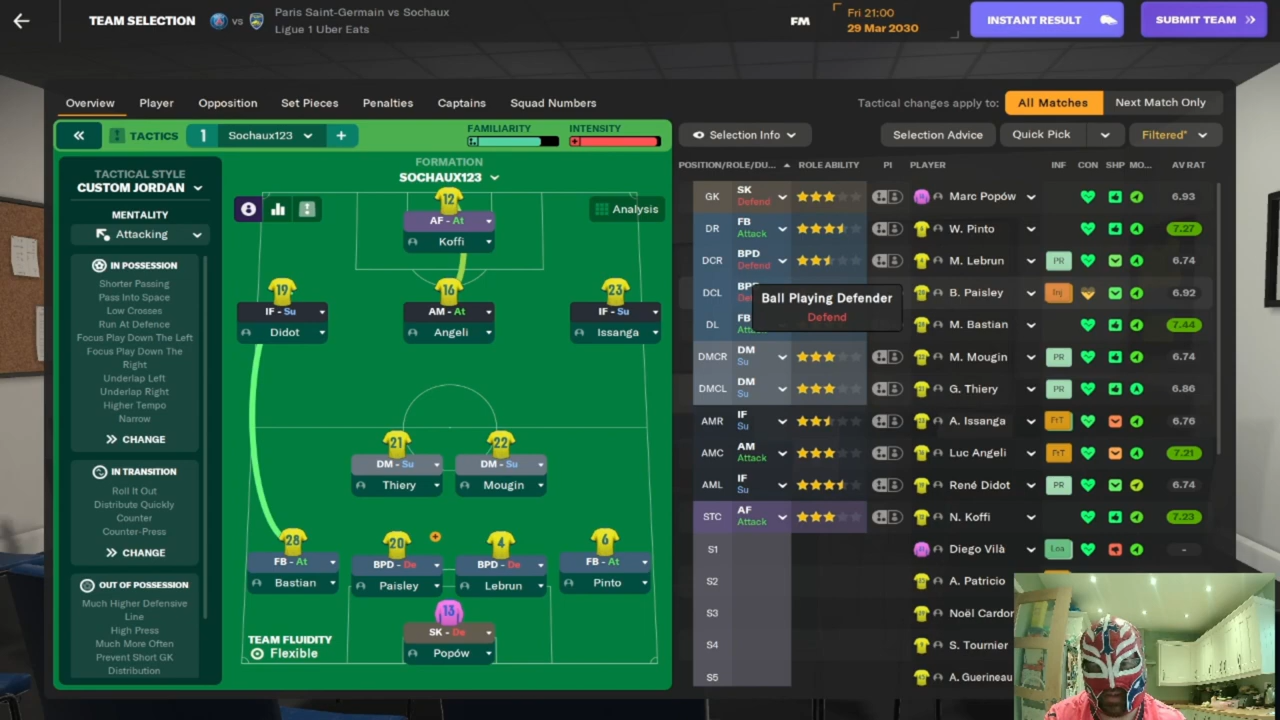 TEAM SELECTION
vs
Paris Saint-Germain vs Sochaux
Ligue 1 Uber Eats
FM
Fri 21:00
29 Mar 2030
INSTANT RESULT
SUBMIT TEAM
Overview
Player
Opposition
Set Pieces
Penalties
Captains
Squad Numbers
Tactical changes apply to:
All Matches
Next Match Only
TACTICS
1
Sochaux123
+
FAMILIARITY
INTENSITY
Selection Info
Selection Advice
Quick Pick
Filtered*
TACTICAL STYLE
CUSTOM JORDAN
MENTALITY
Attacking
IN POSSESSION
Shorter Passing
Pass Into Space
Low Crosses
Run At Defence
Focus Play Down The Left
Focus Play Down The
Right
Underlap Left
Underlap Right
Higher Tempo
Narrow
CHANGE
IN TRANSITION
Roll It Out
Distribute Quickly
Counter
Counter-Press
CHANGE
OUT OF POSSESSION
Much Higher Defensive
Line
High Press
Much More Often
Prevent Short GK
Distribution
FORMATION
SOCHAUX123
Analysis
12
AF - At
Koffi
19
IF - Su
Didot
16
AM - At
Angeli
23
IF - Su
Issanga
21
DM - Su
Thiery
22
DM - Su
Mougin
28
FB - At
Bastian
20
BPD - De
Paisley
4
BPD - De
Lebrun
6
FB - At
Pinto
13
SK - De
Popów
TEAM FLUIDITY
Flexible
POSITION/ROLE/DU...
ROLE ABILITY
PI
PLAYER
INF
CON
SHP
MO...
AV RAT
GK SK Defend Marc Popów 6.93
DR FB Attack W. Pinto 7.27
DCR BPD Defend M. Lebrun PR 6.74
DCL B. Paisley Inj 6.92
Ball Playing Defender
Defend
DL M. Bastian 7.44
DMCR DM Su M. Mougin PR 6.74
DMCL DM Su G. Thiery PR 6.86
AMR IF Su A. Issanga FtT 6.76
AMC AM Attack Luc Angeli FtT 7.21
AML IF Su René Didot PR 6.74
STC AF Attack N. Koffi 7.23
S1 Diego Vilà Loa -
S2 A. Patricio
S3 Noël Cardor
S4 S. Tournier
S5 A. Guerineau